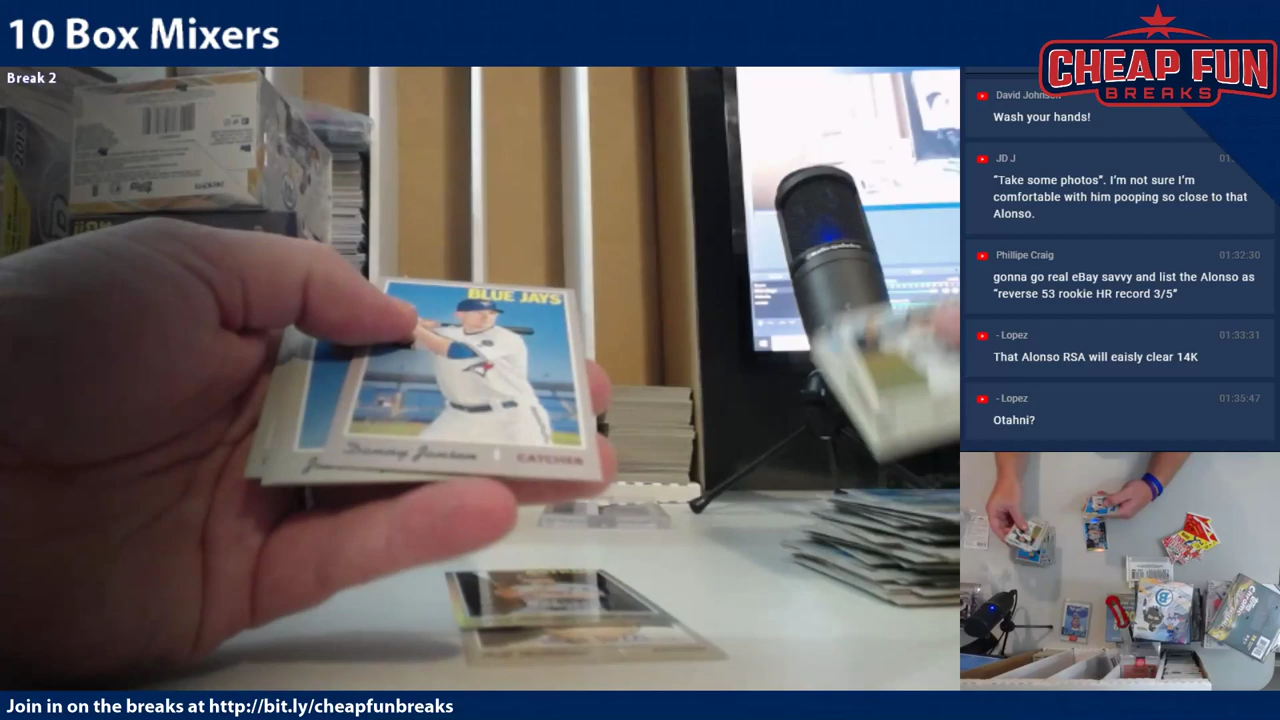 10 Box Mixers
Break 2
CHEAP FUN
BREAKS
David Johnson
Wash your hands!
JD J
“Take some photos”. I'm not sure I'm
comfortable with him pooping so close to that
Alonso.
Phillipe Craig
01:32:30
gonna go real eBay savvy and list the Alonso as
“reverse 53 rookie HR record 3/5”
- Lopez
01:33:31
That Alonso RSA will eaisly clear 14K
- Lopez
01:35:47
Otahni?
BLUE JAYS
Danny Jansen
CATCHER
Join in on the breaks at http://bit.ly/cheapfunbreaks